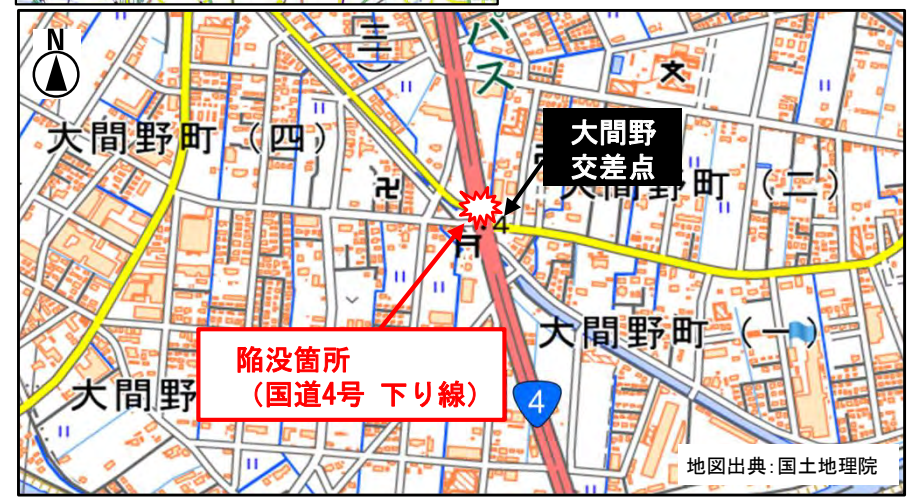 N
(三)
バス
大間野
交差点
文
大間野町(四)
大間野町(二)
4
陥没箇所
(国道4号 下り線)
大間野町(一)
大間野
4
地図出典:国土地理院